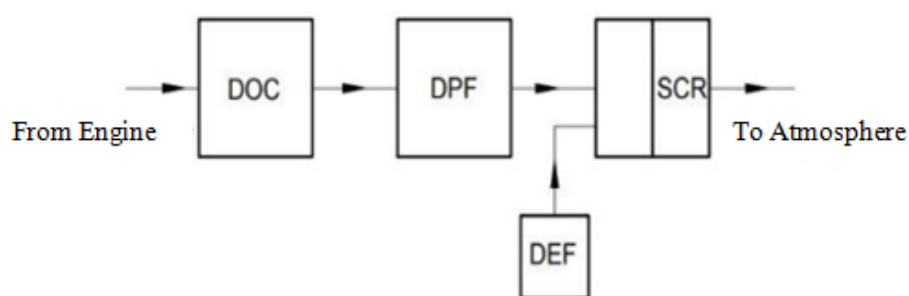 DOC
DPF
SCR
From Engine
To Atmosphere
DEF